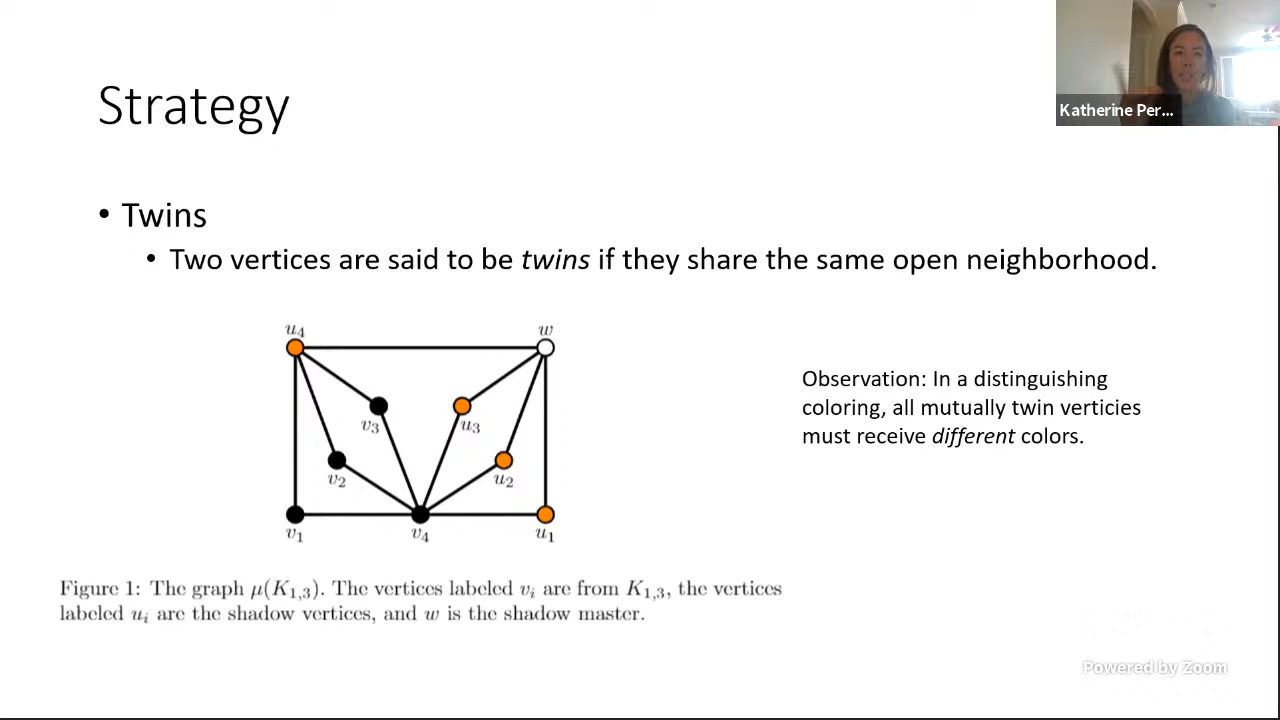 Katherine Per...
Strategy
• Twins
• Two vertices are said to be twins if they share the same open neighborhood.
u4 w
v3 u3
v2 u2
v1 v4 u1
Observation: In a distinguishing
coloring, all mutually twin verticies
must receive different colors.
Figure 1: The graph μ(K1,3). The vertices labeled vi are from K1,3, the vertices
labeled ui are the shadow vertices, and w is the shadow master.
Powered by Zoom